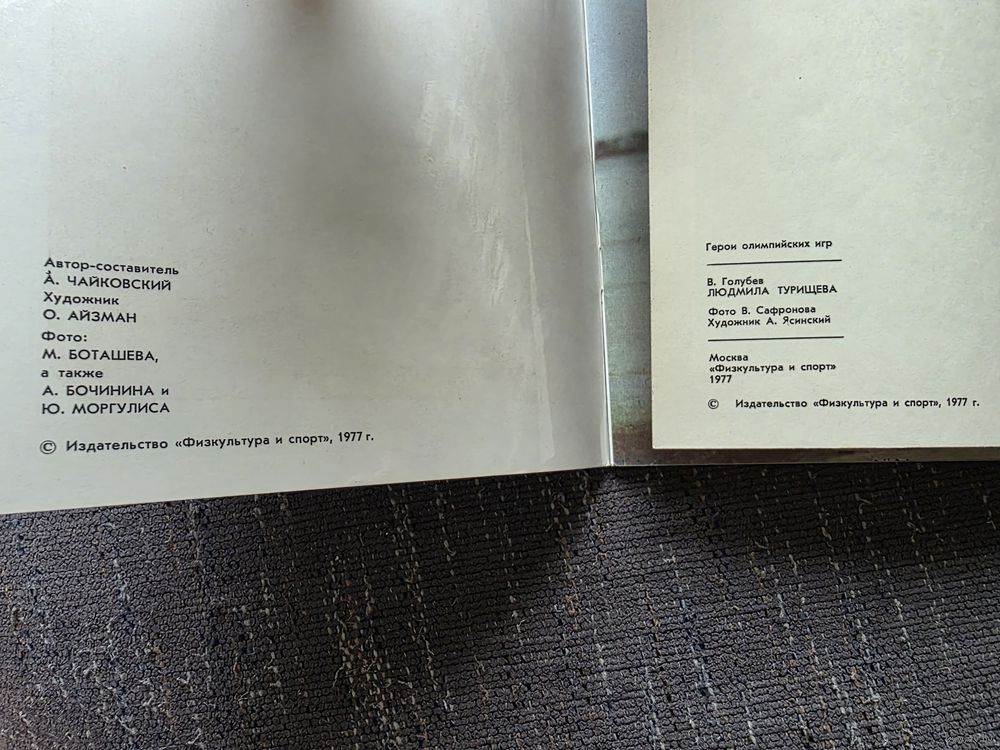 Автор-составитель
А. ЧАЙКОВСКИЙ
Художник
О. АЙЗМАН
Фото:
М. БОТАШЕВА,
а также
А. БОЧИНИНА и
Ю. МОРГУЛИСА
© Издательство «Физкультура и спорт», 1977 г.
Герои олимпийских игр
В. Голубев
ЛЮДМИЛА ТУРИЩЕВА
Фото В. Сафронова
Художник А. Ясинский
Москва
«Физкультура и спорт»
1977
© Издательство «Физкультура и спорт», 1977 г.